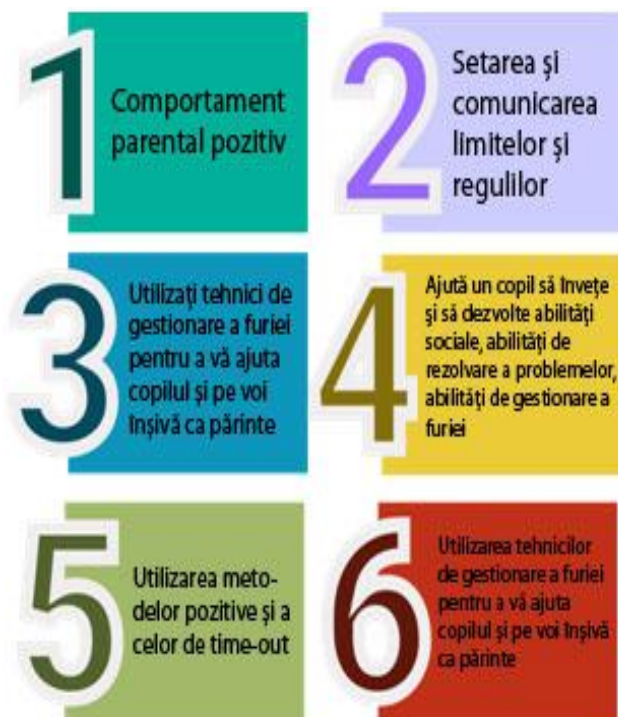 1
Comportament
parental pozitiv
2
Setarea și
comunicarea
limitelor și
regulilor
3
Utilizați tehnici de
gestionare a furiei
pentru a vă ajuta
copilul și pe voi
înșivă ca părinte
4
Ajută un copil să învețe
și să dezvolte abilități
sociale, abilități de
rezolvare a problemelor,
abilități de gestionare a
furiei
5
Utilizarea meto-
delor pozitive și a
celor de time-out
6
Utilizarea tehnicilor
de gestionare a furiei
pentru a vă ajuta
copilul și pe voi înșivă
ca părinte